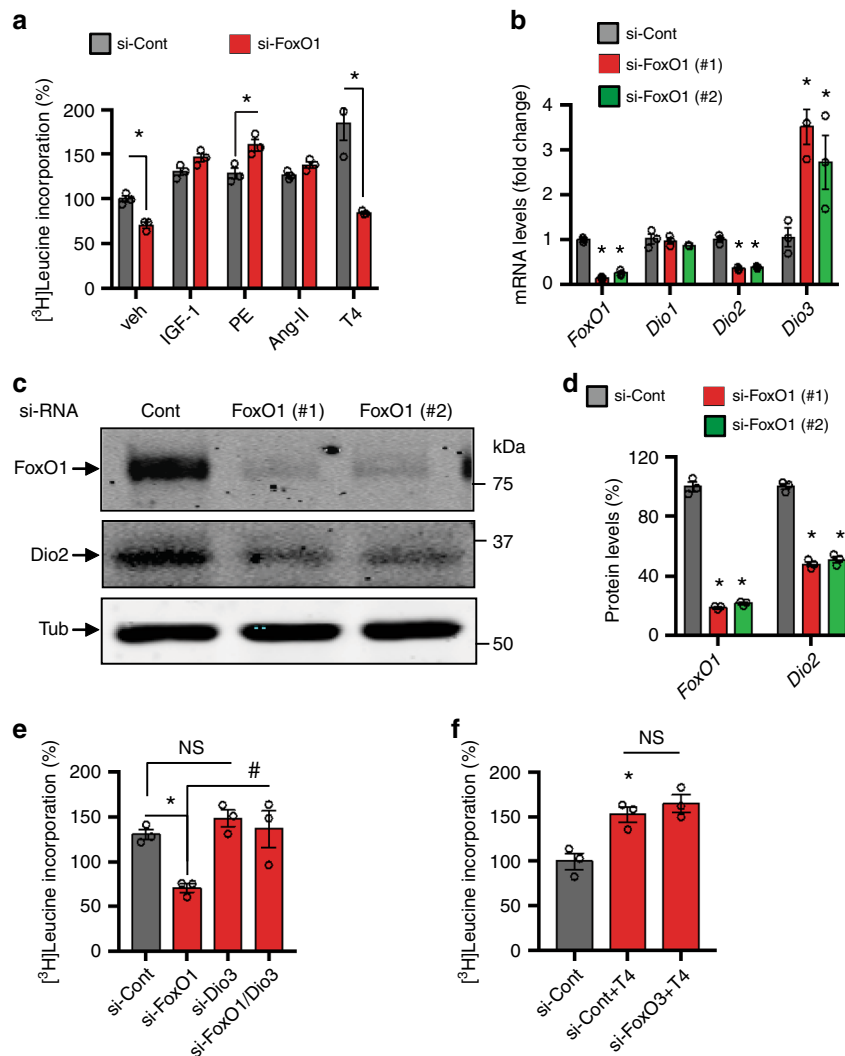 a
si-Cont
si-FoxO1
[³H]Leucine incorporation (%)
200
150
100
50
0
*
*
*
veh
IGF-1
PE
Ang-II
T4
b
si-Cont
si-FoxO1 (#1)
si-FoxO1 (#2)
mRNA levels (fold change)
4
3
2
1
0
* *
* *
* *
FoxO1
Dio1
Dio2
Dio3
c
si-RNA Cont FoxO1 (#1) FoxO1 (#2)
kDa
FoxO1
75
37
Dio2
Tub
50
d
si-Cont
si-FoxO1 (#1)
si-FoxO1 (#2)
Protein levels (%)
120
80
40
0
* *
* *
FoxO1
Dio2
e
[³H]Leucine incorporation (%)
200
150
100
50
0
NS
*
#
si-Cont
si-FoxO1
si-Dio3
si-FoxO1/Dio3
f
[³H]Leucine incorporation (%)
200
150
100
50
0
NS
*
si-Cont
si-Cont+T4
si-FoxO3+T4